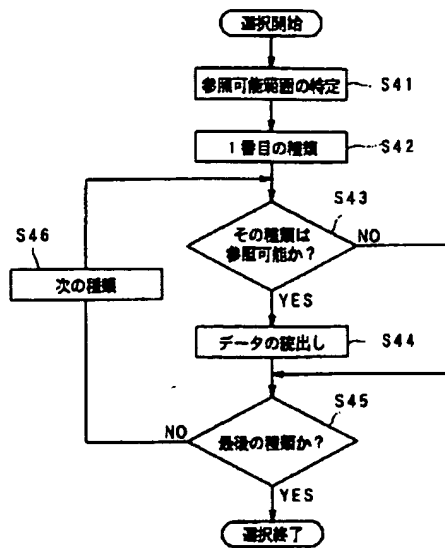 選択開始
参照可能範囲の特定
S41
1番目の種類
S42
S43
その種類は
参照可能か?
NO
YES
S46
次の種類
データの読出し
S44
S45
NO
最後の種類か?
YES
選択終了